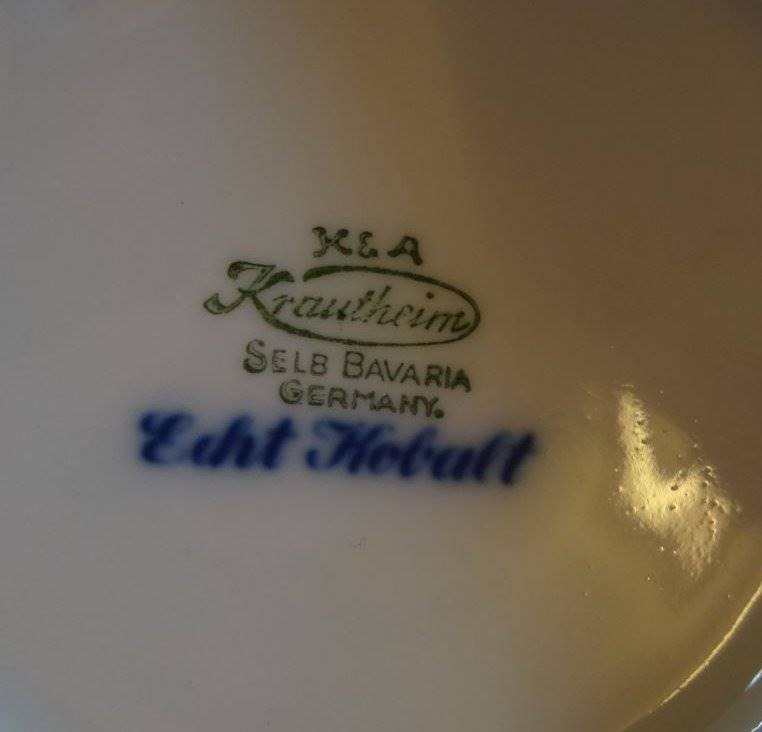 K & A
Krautheim
SELB BAVARIA
GERMANY.
Echt Kobalt